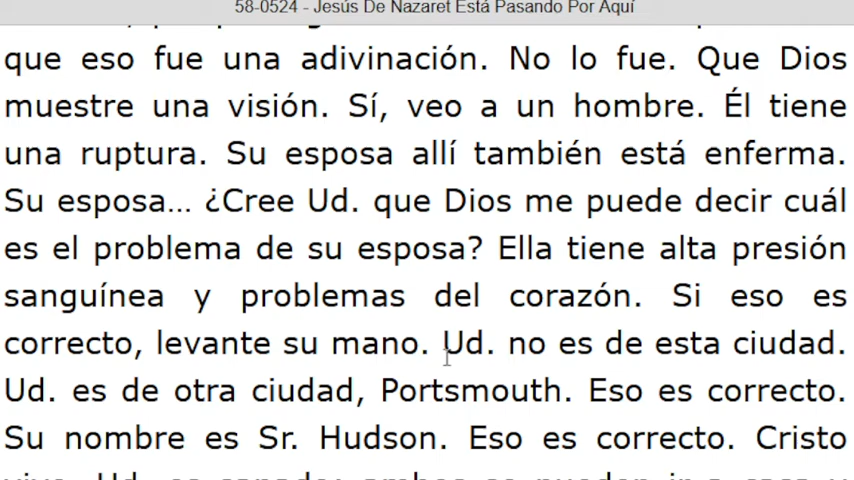 58-0524 - Jesús De Nazaret Está Pasando Por Aquí
que eso fue una adivinación. No lo fue. Que Dios
muestre una visión. Sí, veo a un hombre. Él tiene
una ruptura. Su esposa allí también está enferma.
Su esposa... ¿Cree Ud. que Dios me puede decir cuál
es el problema de su esposa? Ella tiene alta presión
sanguínea y problemas del corazón. Si eso es
correcto, levante su mano. Ud. no es de esta ciudad.
Ud. es de otra ciudad, Portsmouth. Eso es correcto.
Su nombre es Sr. Hudson. Eso es correcto. Cristo